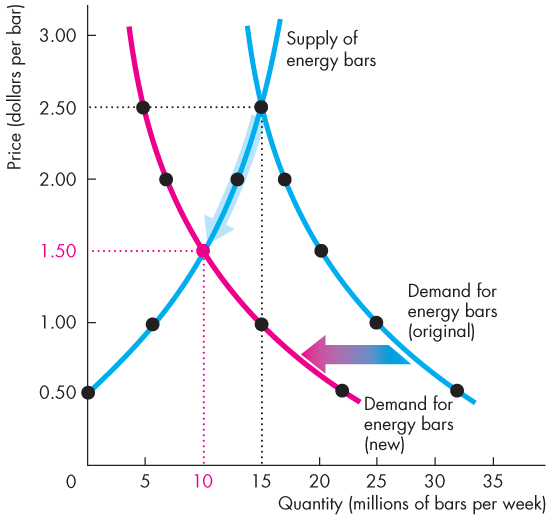 Price (dollars per bar)
3.00
2.50
2.00
1.50
1.00
0.50
Supply of
energy bars
Demand for
energy bars
(original)
Demand for
energy bars
(new)
0 5 10 15 20 25 30 35
Quantity (millions of bars per week)